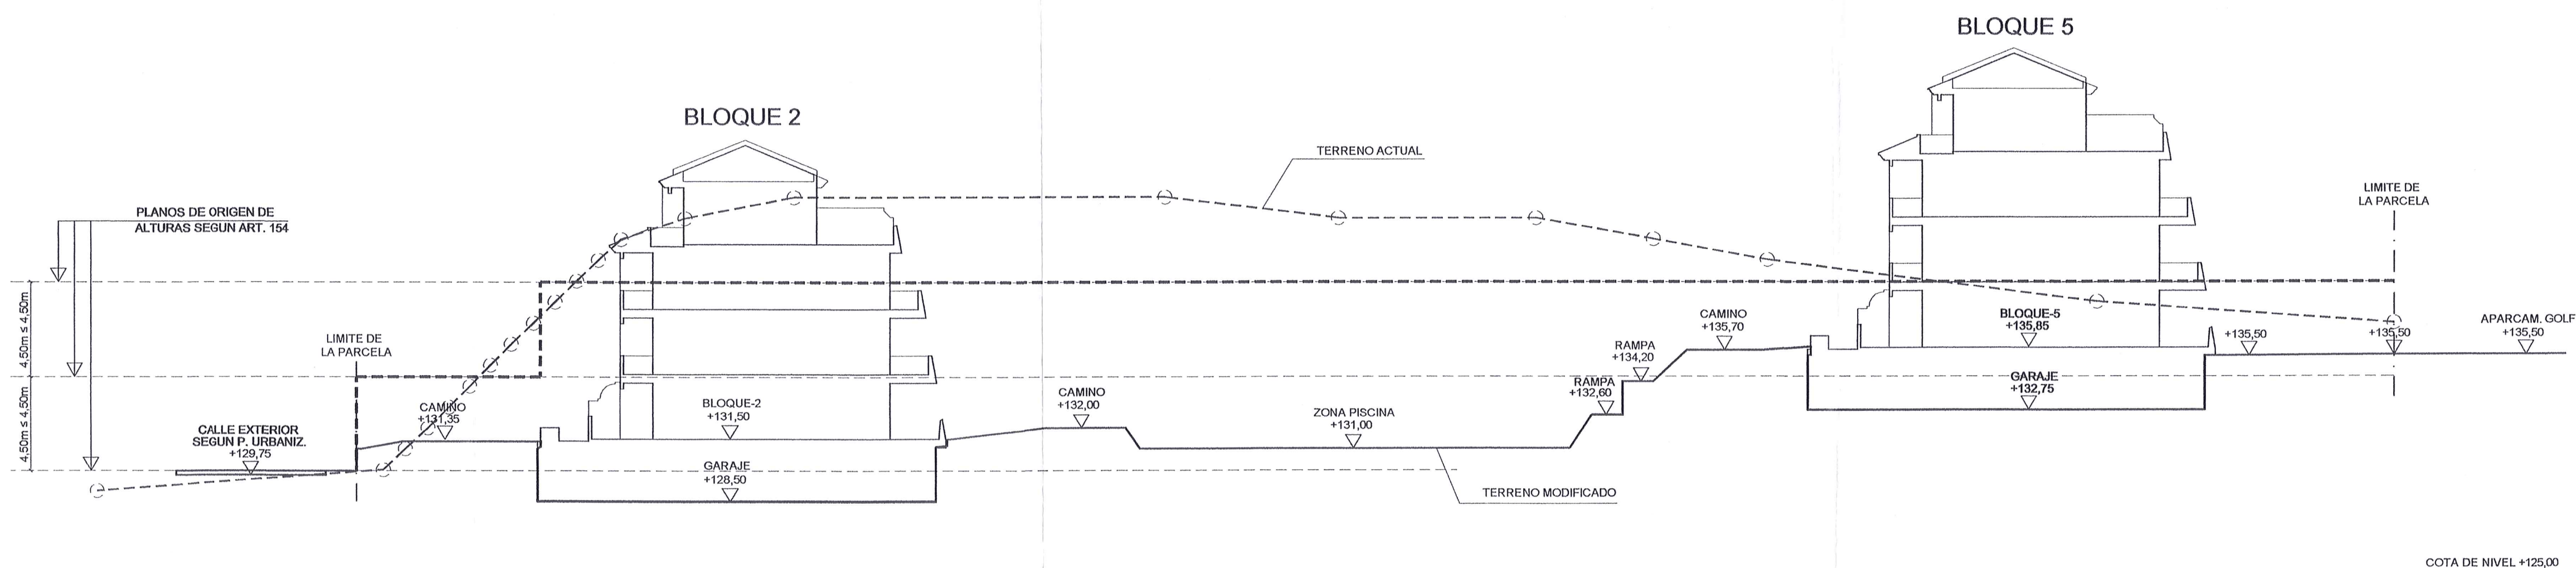 BLOQUE 5
BLOQUE 2
TERRENO ACTUAL
LIMITE DE
LA PARCELA
PLANOS DE ORIGEN DE
ALTURAS SEGUN ART. 154
4,50m ≤ 4,50m
4,50m ≤ 4,50m
LIMITE DE
LA PARCELA
CALLE EXTERIOR
SEGUN P. URBANIZ.
+129,75
CAMINO
+131,35
BLOQUE-2
+131,50
GARAJE
+128,50
CAMINO
+132,00
ZONA PISCINA
+131,00
TERRENO MODIFICADO
RAMPA
+132,60
RAMPA
+134,20
CAMINO
+135,70
BLOQUE-5
+135,85
GARAJE
+132,75
+135,50
+135,50
APARCAM. GOLF
+135,50
COTA DE NIVEL +125,00